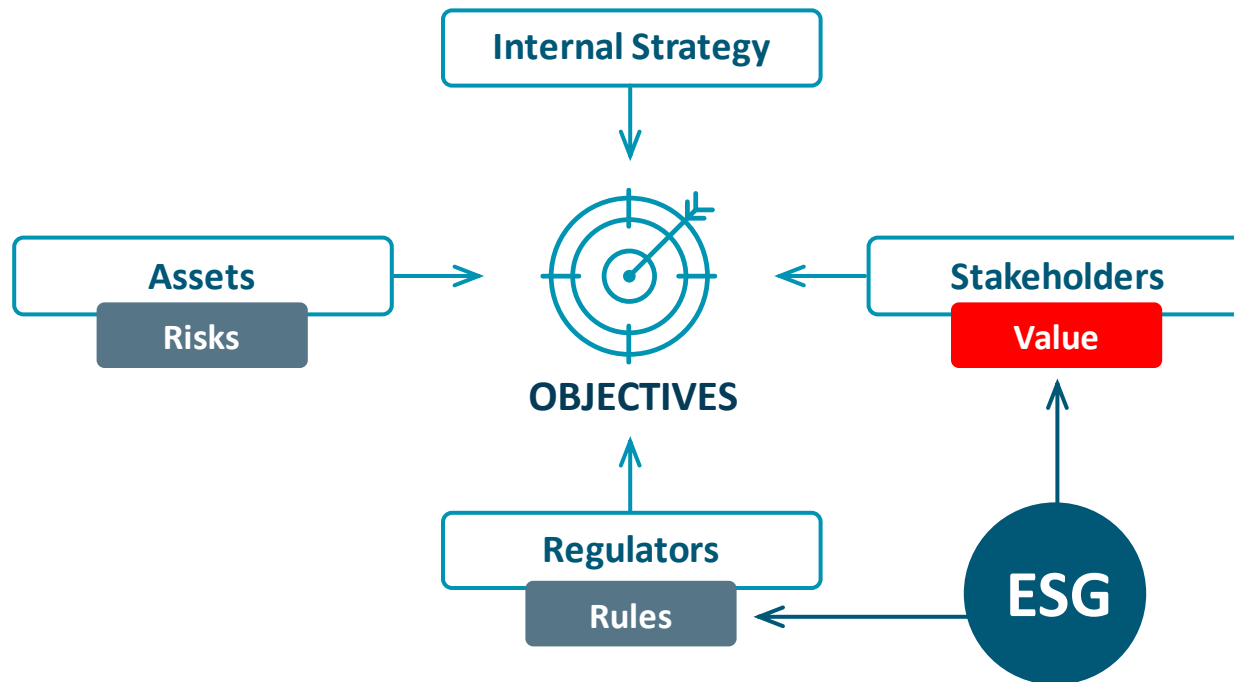 Internal Strategy
Assets
Risks
Stakeholders
Value
OBJECTIVES
Regulators
Rules
ESG